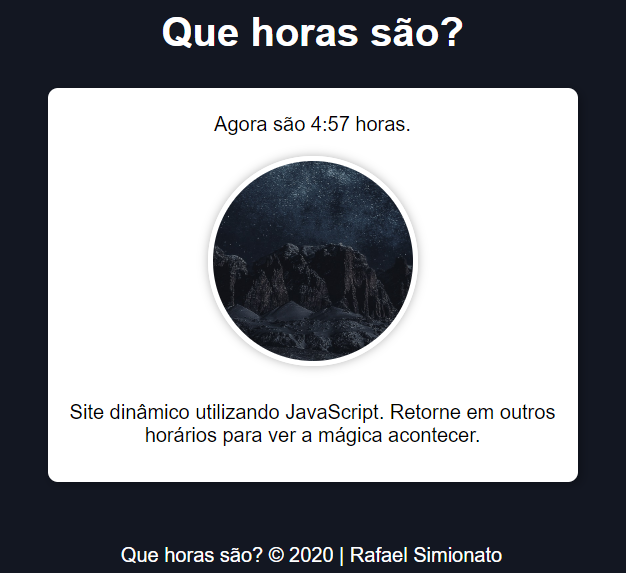 Que horas são?
Agora são 4:57 horas.
Site dinâmico utilizando JavaScript. Retorne em outros
horários para ver a mágica acontecer.
Que horas são? © 2020 | Rafael Simionato